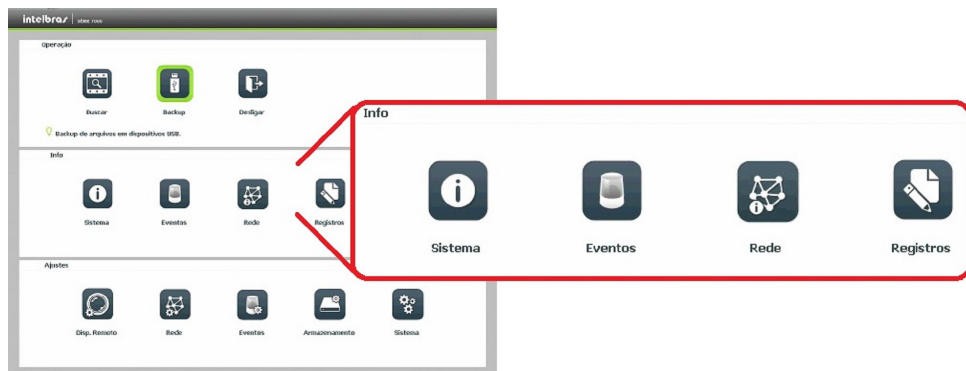 intelbras
Operação
Buscar Backup Desligar
Backup de arquivos em dispositivos USB.
Info
Sistema Eventos Rede Registros
Ajustes
Disp. Remoto Rede Eventos Armazenamento Sistema
Info
Sistema Eventos Rede Registros